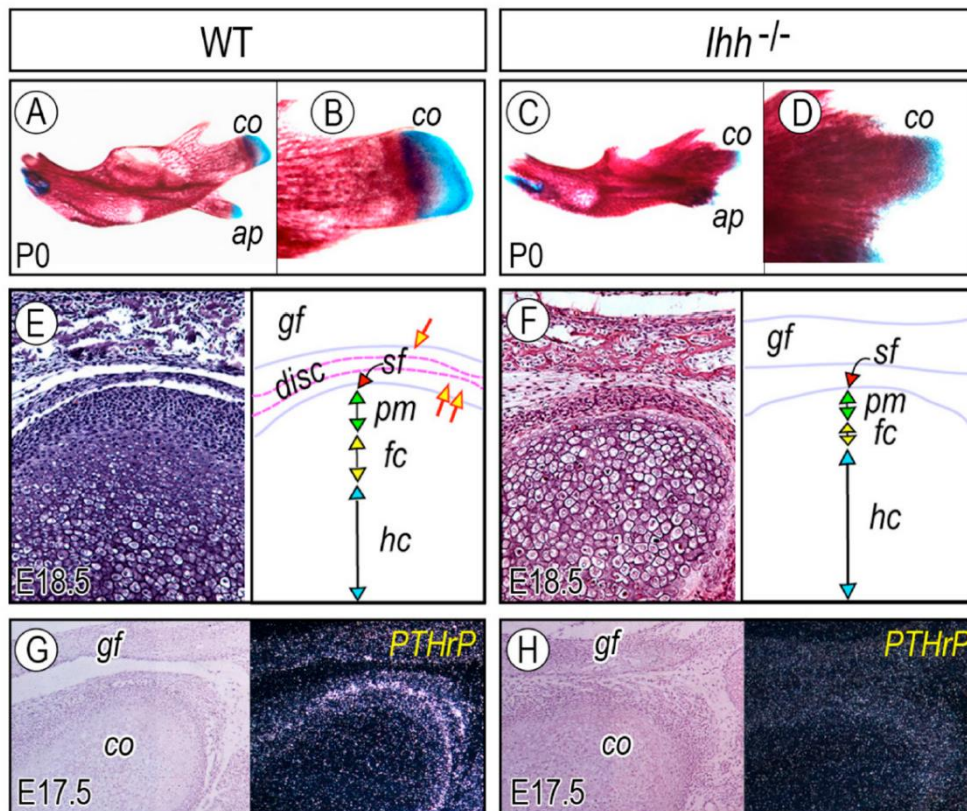 WT
Ihh -/-
A
co
ap
P0
B
co
C
co
ap
P0
D
co
E
E18.5
gf
disc
sf
pm
fc
hc
F
E18.5
gf
sf
pm
fc
hc
G
gf
co
E17.5
PTHrP
H
gf
co
E17.5
PTHrP